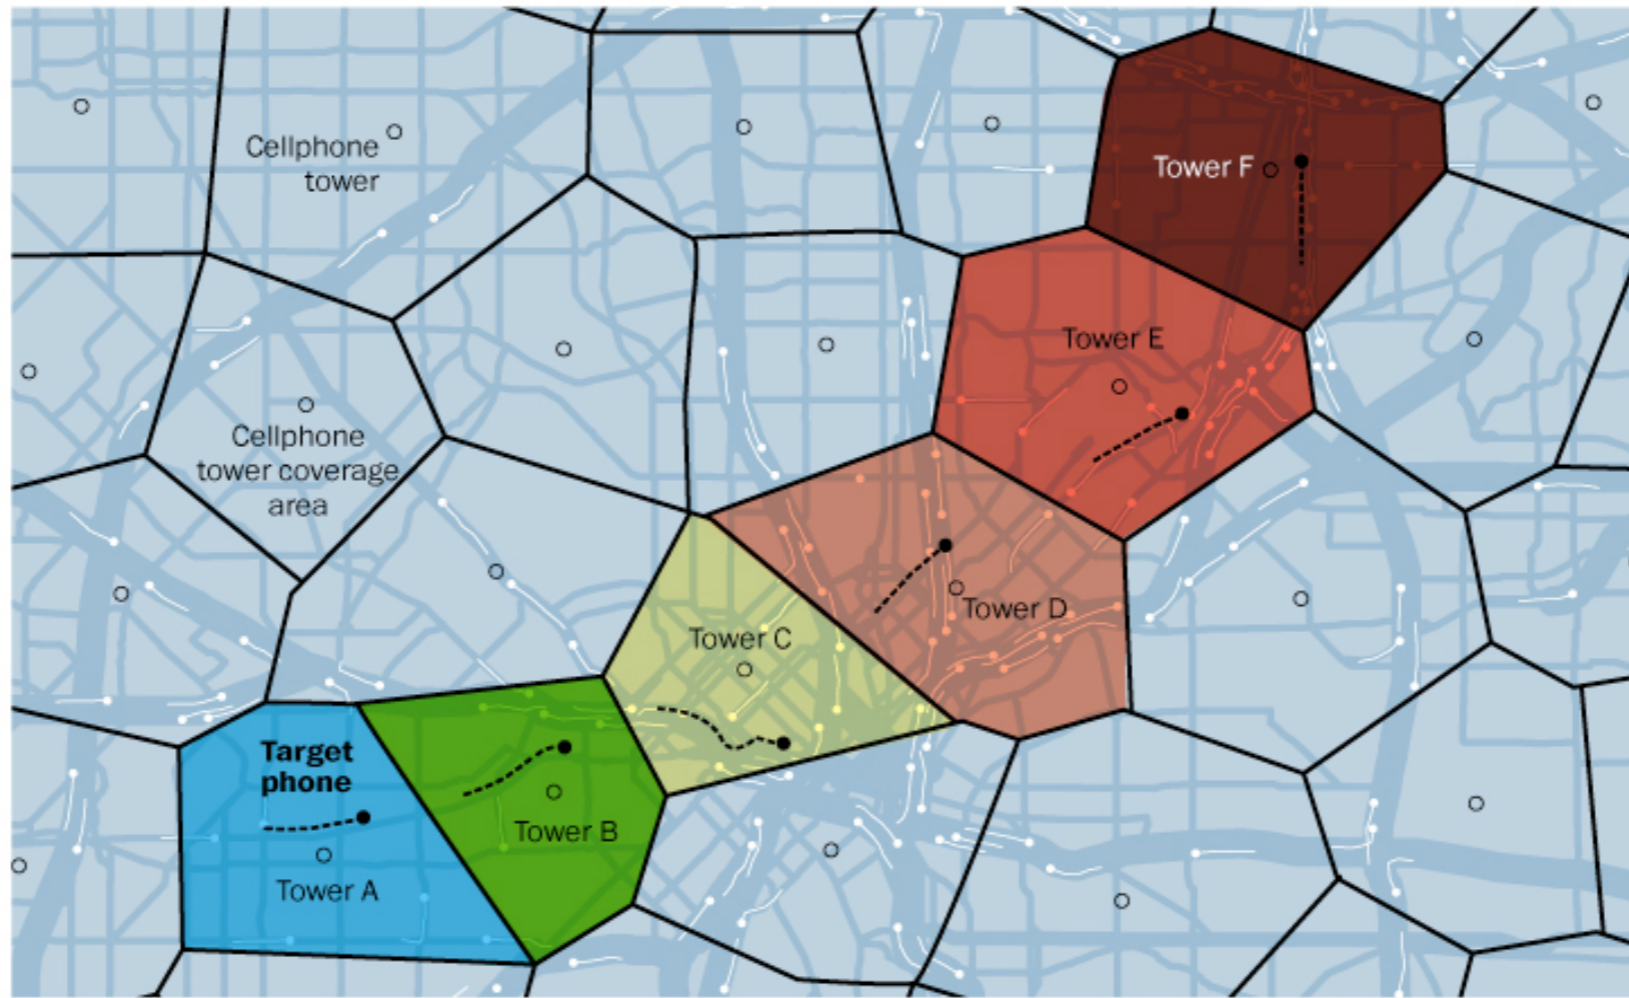 Cellphone
tower
Tower F
Tower E
Cellphone
tower coverage
area
Tower D
Tower C
Target
phone
Tower B
Tower A